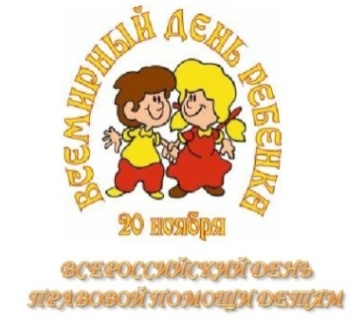 ВСЕМИРНЫЙ ДЕНЬ РЕБЕНКА
20 ноября
ВСЕРОССИЙСКИЙ ДЕНЬ
ПРАВОВОЙ ПОМОЩИ ДЕТЯМ